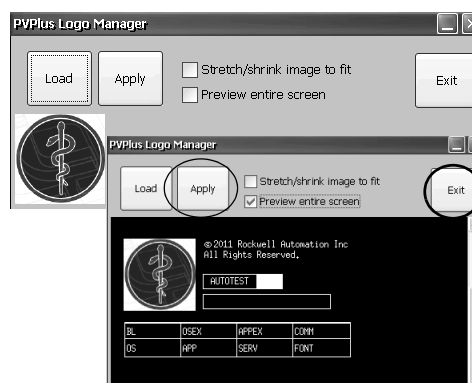 PVPlus Logo Manager
Load Apply Stretch/shrink image to fit Exit
Preview entire screen
PVPlus Logo Manager
Load Apply Stretch/shrink image to fit Exit
Preview entire screen
©2011 Rockwell Automation Inc
All Rights Reserved.
AUTOTEST
BL OSEX APPEX COMM
OS APP SERV FONT